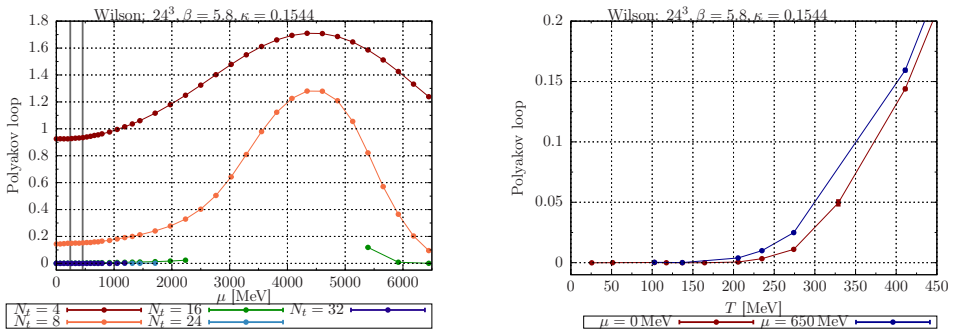 Wilson; 24³, β = 5.8, κ = 0.1544
Polyakov loop
1.8
1.6
1.4
1.2
1
0.8
0.6
0.4
0.2
0
0 1000 2000 3000 4000 5000 6000
μ [MeV]
N_t = 4 N_t = 16 N_t = 32
N_t = 8 N_t = 24
Wilson; 24³, β = 5.8, κ = 0.1544
Polyakov loop
0.2
0.15
0.1
0.05
0
0 50 100 150 200 250 300 350 400 450
T [MeV]
μ = 0 MeV μ = 650 MeV